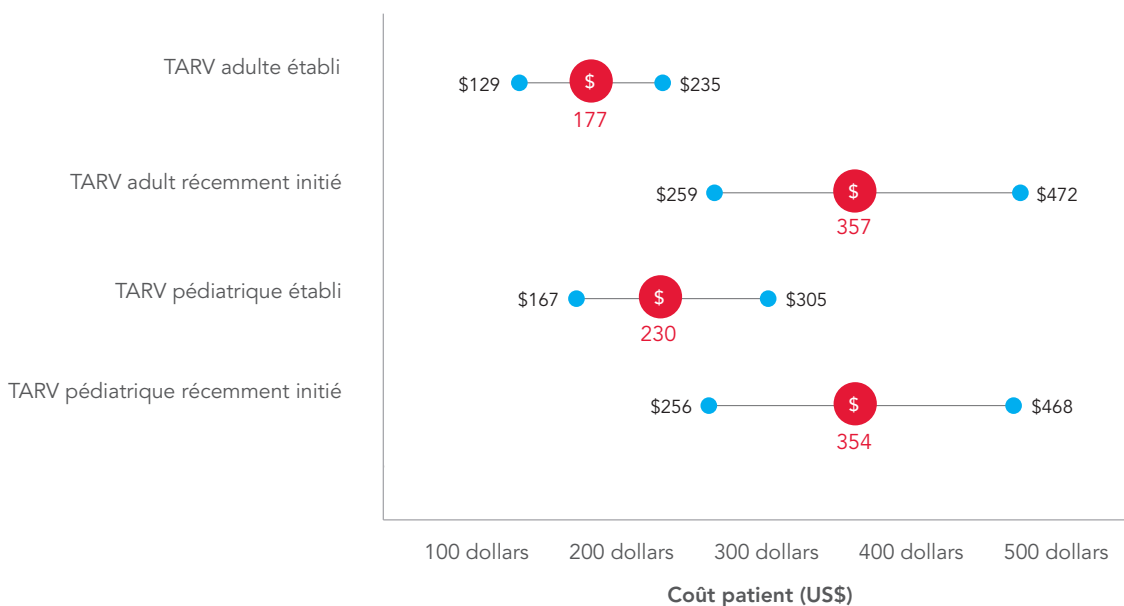 TARV adulte établi
$129 $ $235
177
TARV adult récemment initié
$259 $ $472
357
TARV pédiatrique établi
$167 $ $305
230
TARV pédiatrique récemment initié
$256 $ $468
354
100 dollars 200 dollars 300 dollars 400 dollars 500 dollars
Coût patient (US$)